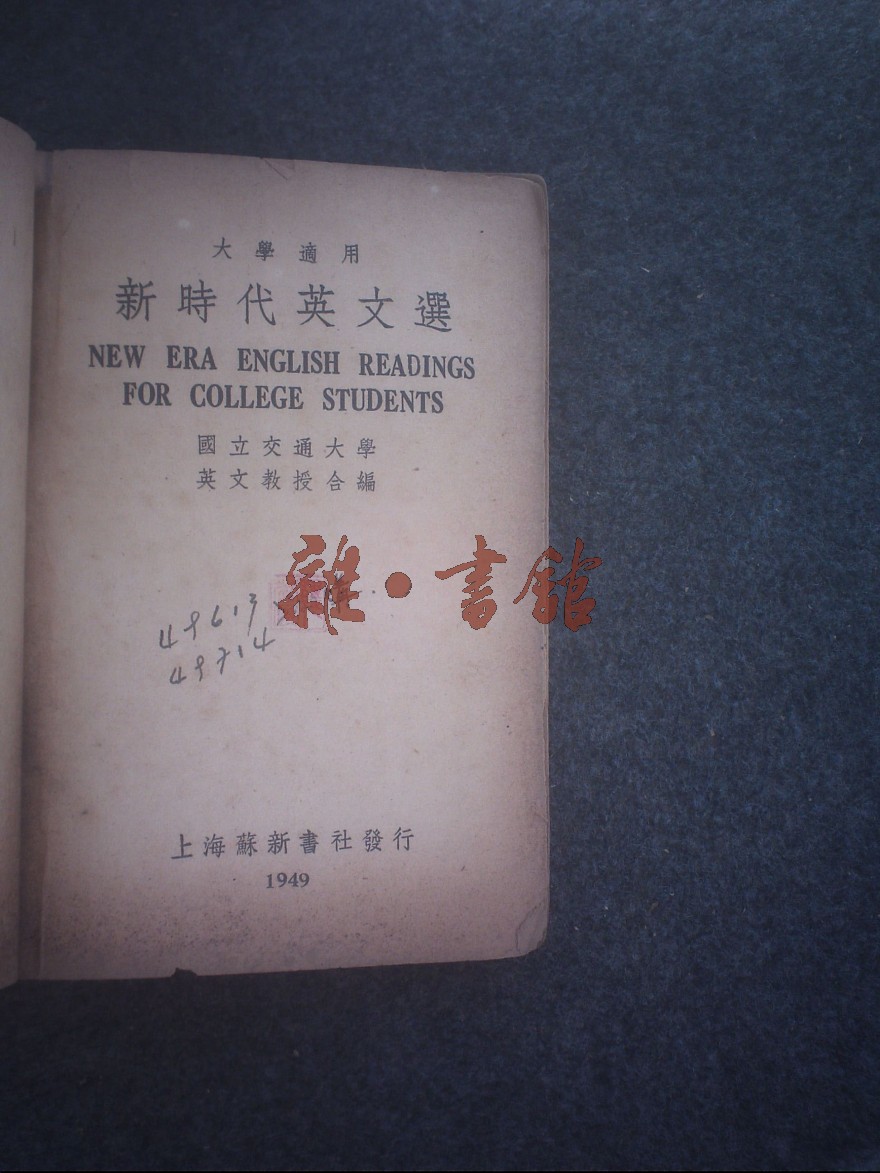 大學適用
新時代英文選
NEW ERA ENGLISH READINGS
FOR COLLEGE STUDENTS
國立交通大學
英文教授合編
雜·書館
上海蘇新書社發行
1949